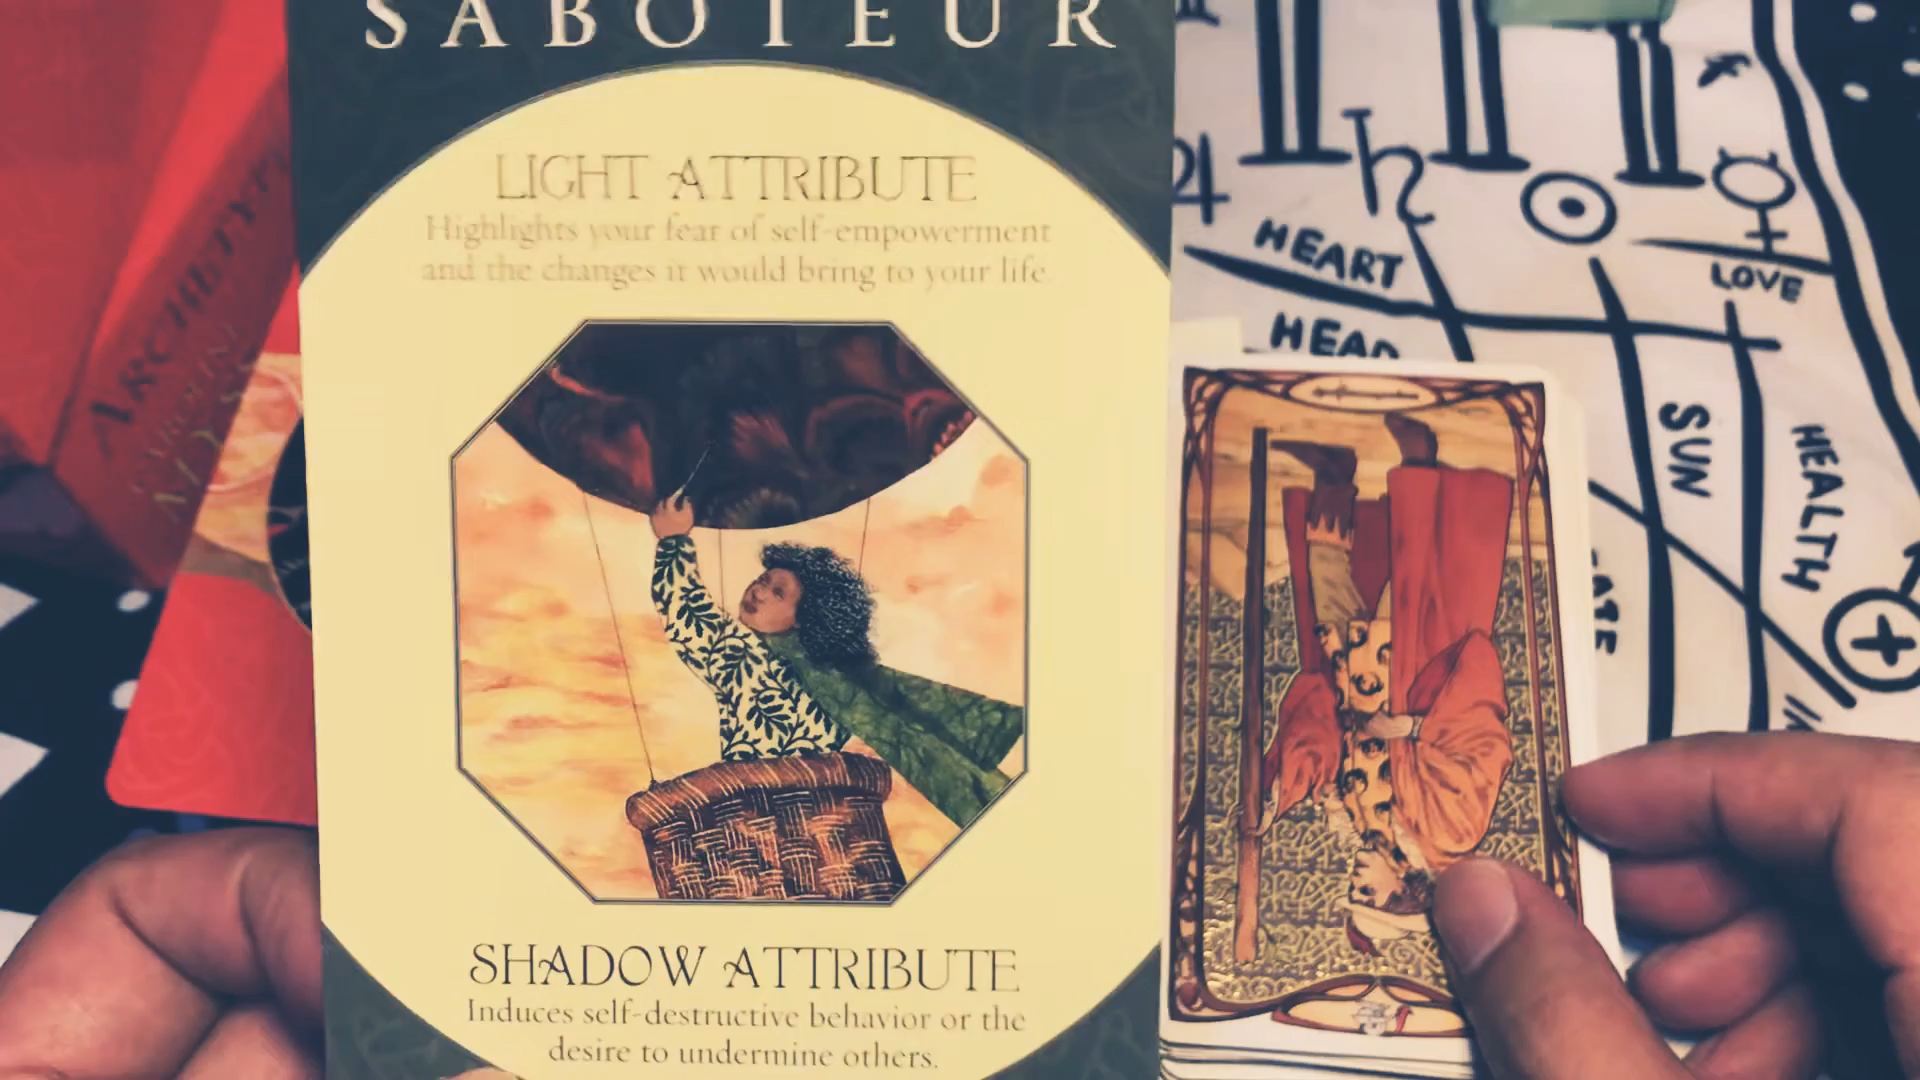 SABOTEUR
LIGHT ATTRIBUTE
Highlights your fear of self-empowerment
and the changes it would bring to your life.
SHADOW ATTRIBUTE
Induces self-destructive behavior or the
desire to undermine others.
HEART
LOVE
HEAD
SUN
HEALTH